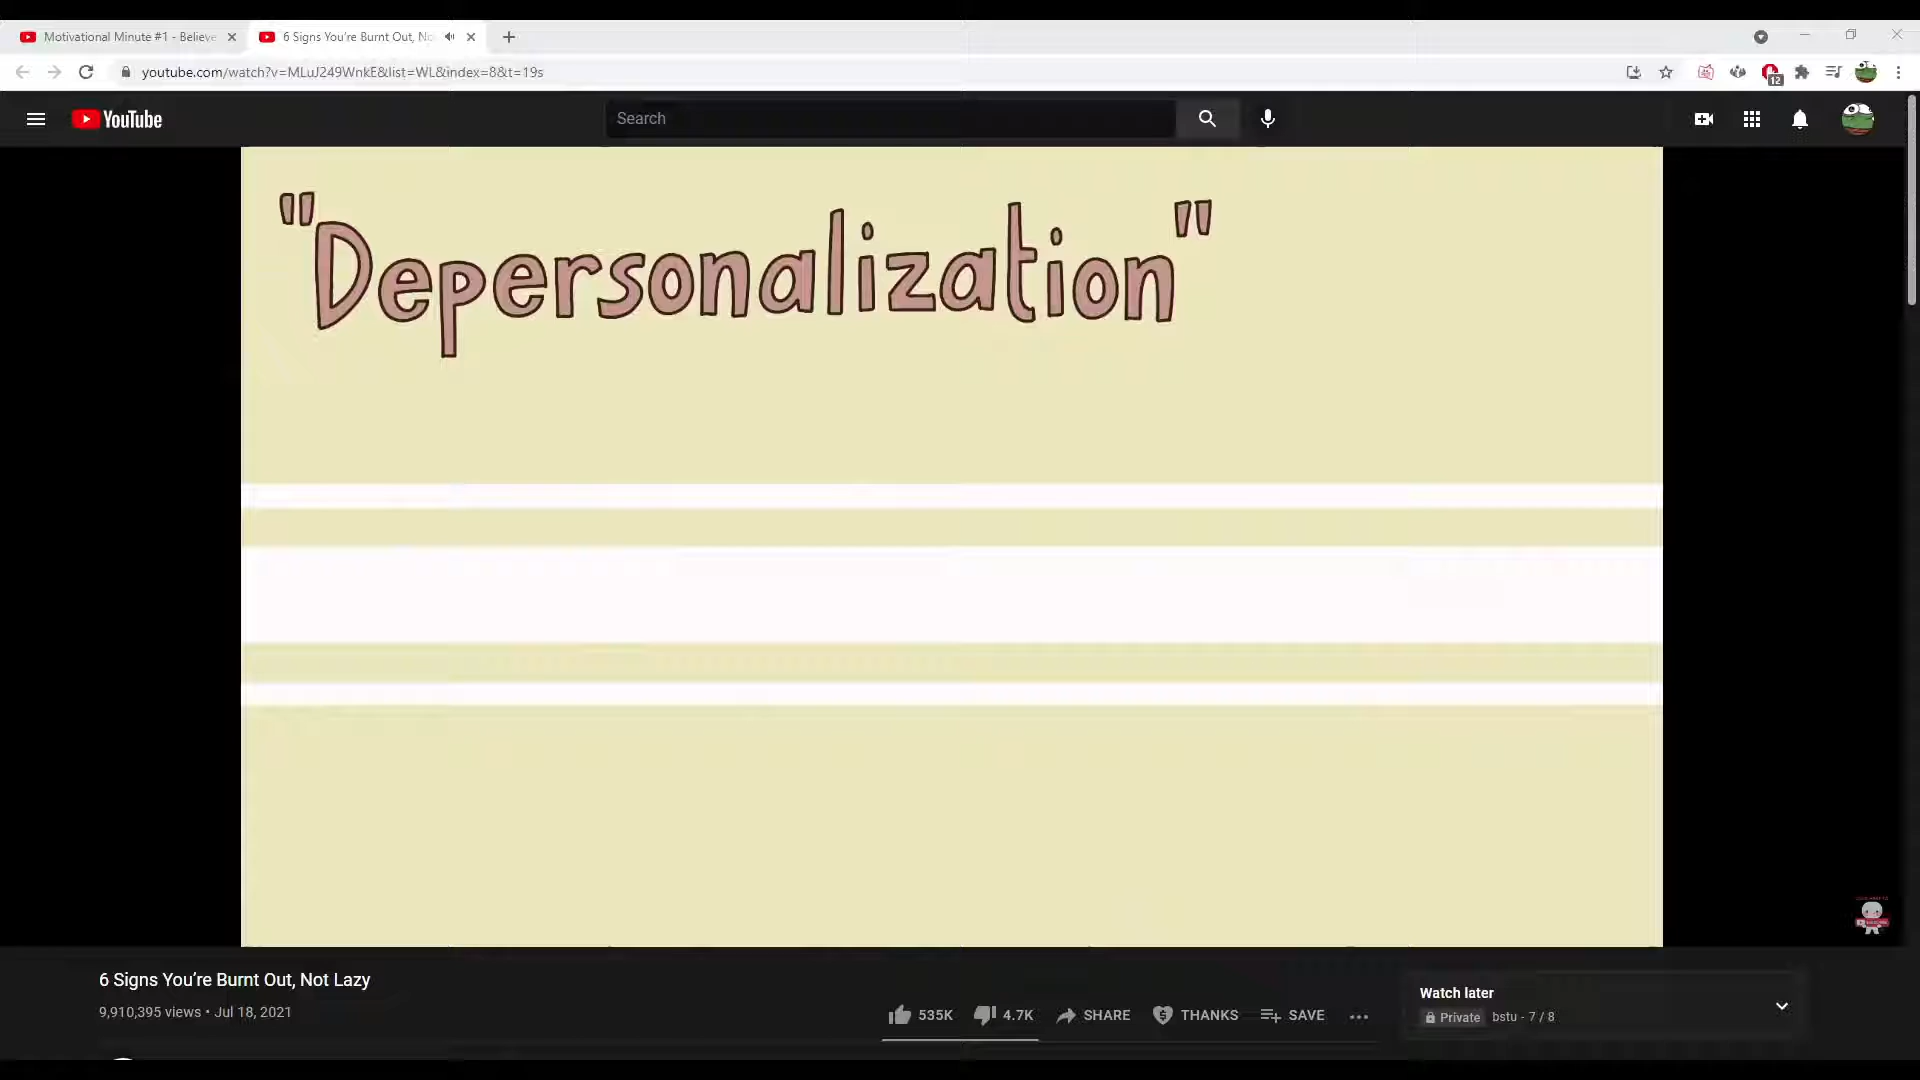 Motivational Minute #1 - Believe
6 Signs You're Burnt Out, No
youtube.com/watch?v=MLuJ249WnkE&list=WL&index=8&t=19s
12
YouTube
Search
"Depersonalization"
6 Signs You're Burnt Out, Not Lazy
9,910,395 views • Jul 18, 2021
535K
4.7K
SHARE
THANKS
SAVE
Watch later
Private
bstu - 7 / 8